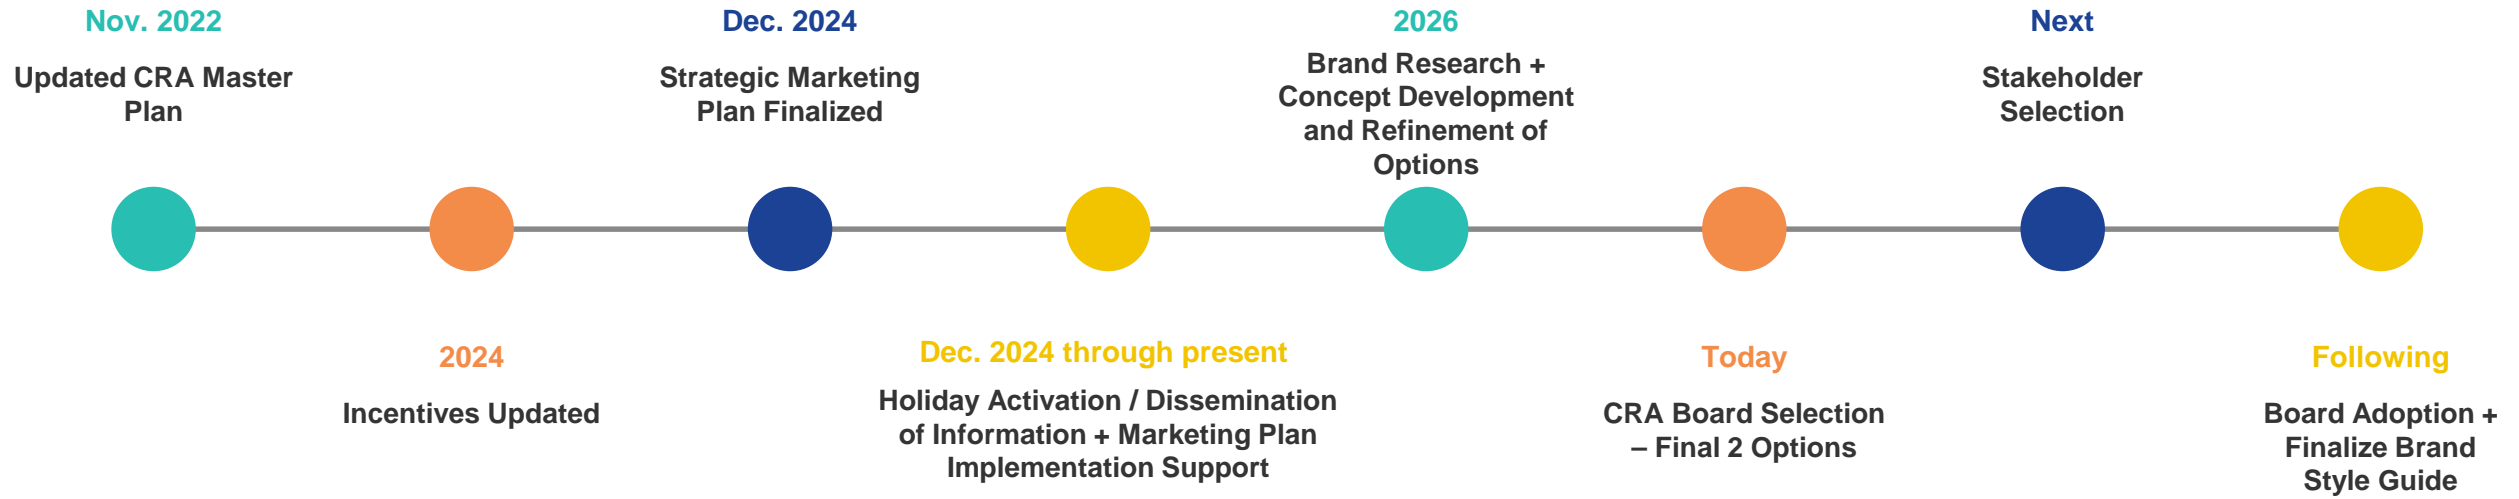 Nov. 2022
Updated CRA Master
Plan
2024
Incentives Updated
Dec. 2024
Strategic Marketing
Plan Finalized
Dec. 2024 through present
Holiday Activation / Dissemination
of Information + Marketing Plan
Implementation Support
2026
Brand Research +
Concept Development
and Refinement of
Options
Today
CRA Board Selection
– Final 2 Options
Next
Stakeholder
Selection
Following
Board Adoption +
Finalize Brand
Style Guide